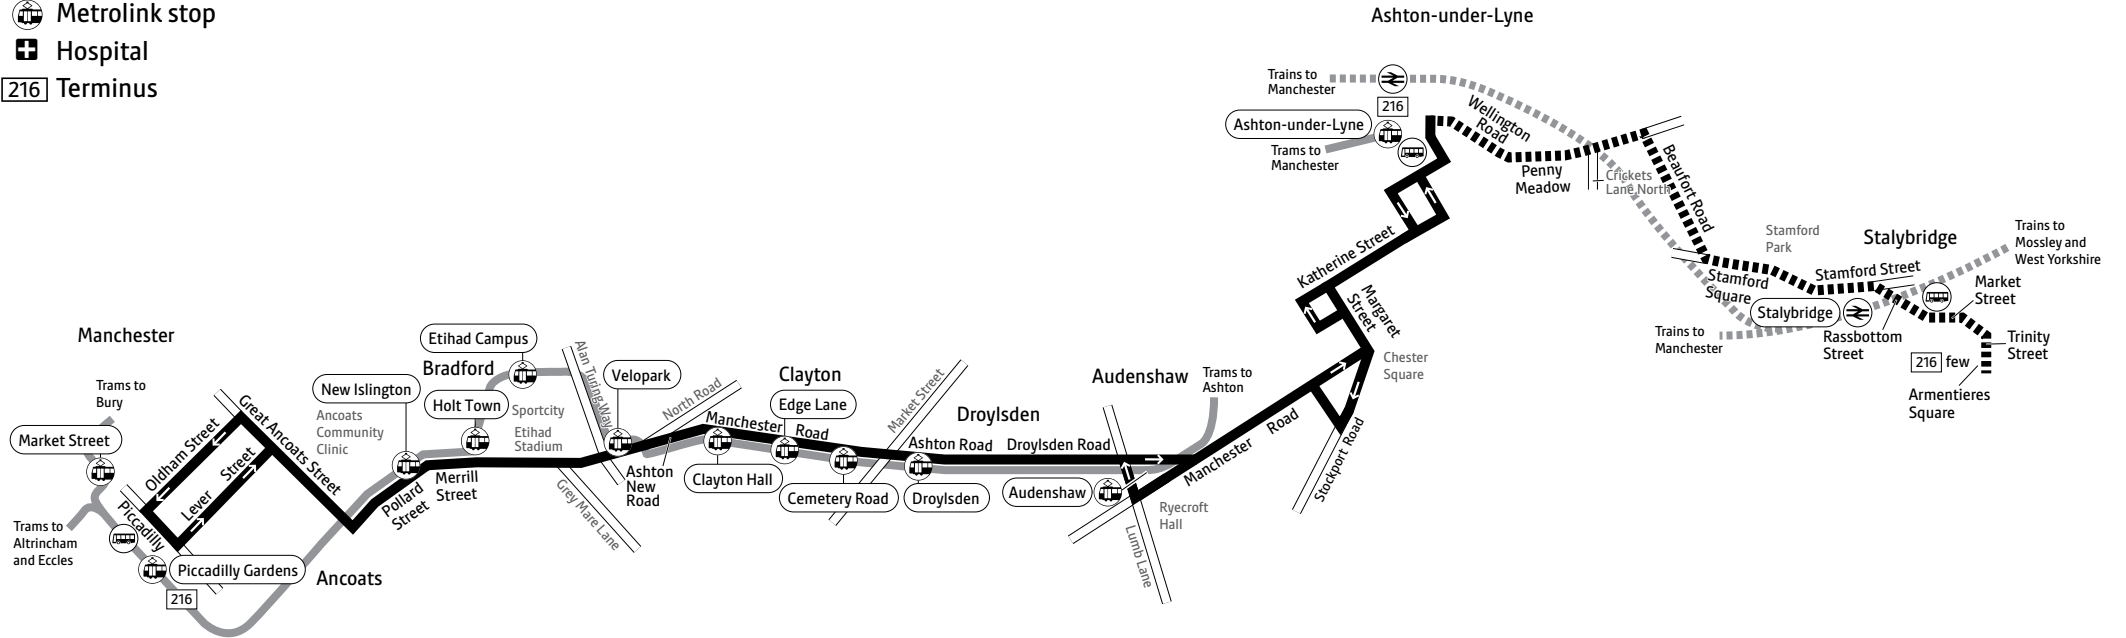 Metrolink stop
Hospital
216 Terminus
Ashton-under-Lyne
Trains to
Manchester
216
Ashton-under-Lyne
Trams to
Manchester
Wellington
Road
Penny
Meadow
Crickets
Lane North
Beaufort Road
Stamford
Park
Stalybridge
Trains to
Mossley and
West Yorkshire
Stamford
Square
Stamford Street
Market
Street
Stalybridge
Trains to
Manchester
Rassbottom
Street
Trinity
Street
216 few
Armentieres
Square
Katherine Street
Margaret
Street
Chester
Square
Stockport Road
Manchester
Trams to
Bury
Market Street
Oldham Street
Lever Street
Great Ancoats Street
Piccadilly
Trams to
Altrincham
and Eccles
Piccadilly Gardens
216
Ancoats
New Islington
Ancoats
Community
Clinic
Pollard
Street
Merrill
Street
Etihad Campus
Bradford
Holt Town
Sportcity
Etihad
Stadium
Alan Turing Way
Grey Mare Lane
Velopark
Ashton
New
Road
North Road
Clayton
Edge Lane
Manchester Road
Clayton Hall
Cemetery Road
Market Street
Droylsden
Ashton Road
Droylsden
Droylsden Road
Audenshaw
Trams to
Ashton
Audenshaw
Manchester Road
Ryecroft
Hall
Lumb Lane